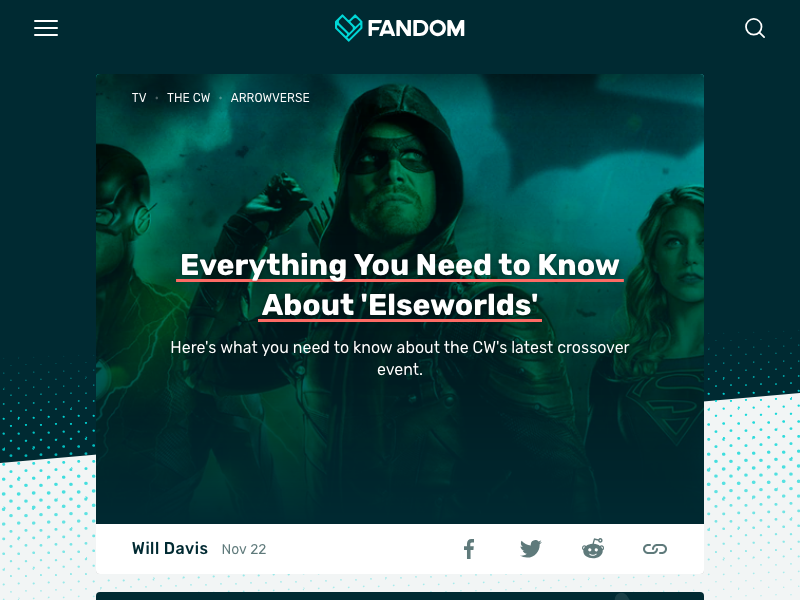 FANDOM
TV · THE CW · ARROWVERSE
Everything You Need to Know
About 'Elseworlds'
Here's what you need to know about the CW's latest crossover
event.
Will Davis Nov 22